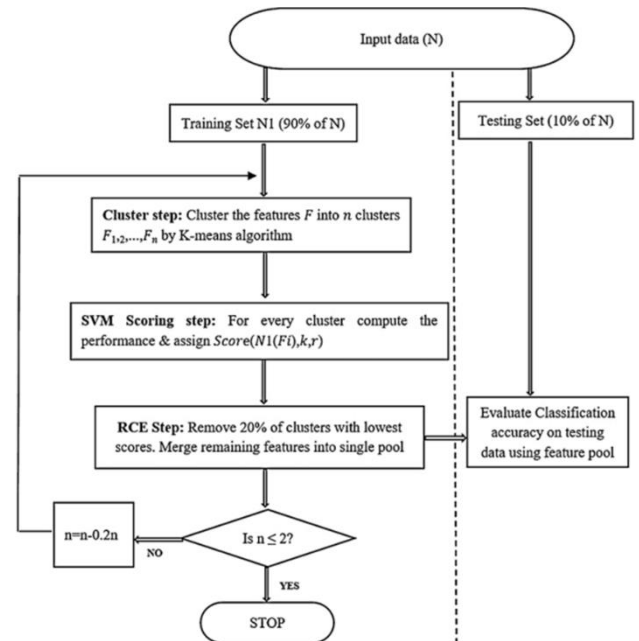 Input data (N)
Training Set N1 (90% of N)
Testing Set (10% of N)
Cluster step: Cluster the features F into n clusters
F₁,₂,...,Fₙ by K-means algorithm
SVM Scoring step: For every cluster compute the
performance & assign Score(N1(Fi),k,r)
RCE Step: Remove 20% of clusters with lowest
scores. Merge remaining features into single pool
Evaluate Classification
accuracy on testing
data using feature pool
n=n-0.2n
NO
Is n ≤ 2?
YES
STOP